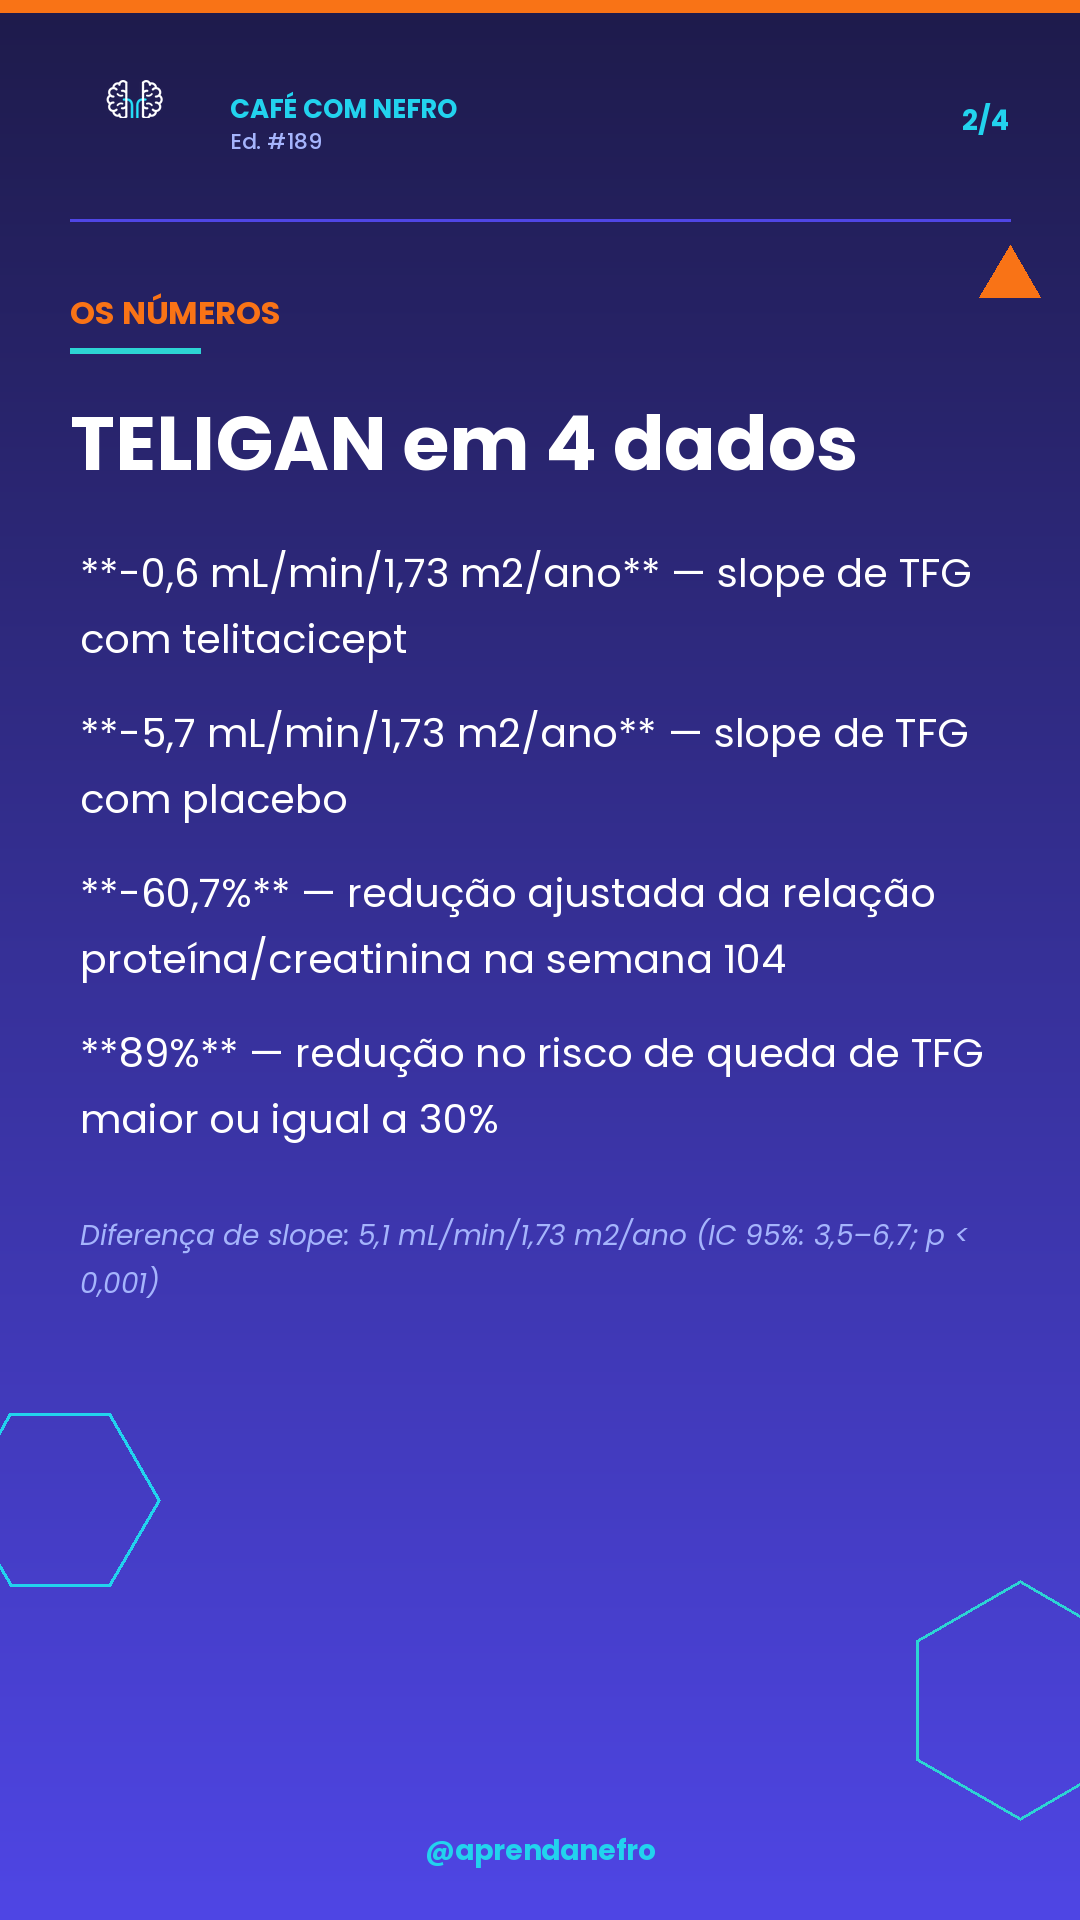 CAFÉ COM NEFRO
Ed. #189
2/4
OS NÚMEROS
TELIGAN em 4 dados
**-0,6 mL/min/1,73 m2/ano** — slope de TFG
com telitacicept
**-5,7 mL/min/1,73 m2/ano** — slope de TFG
com placebo
**-60,7%** — redução ajustada da relação
proteína/creatinina na semana 104
**89%** — redução no risco de queda de TFG
maior ou igual a 30%
Diferença de slope: 5,1 mL/min/1,73 m2/ano (IC 95%: 3,5–6,7; p <
0,001)
@aprendanefro